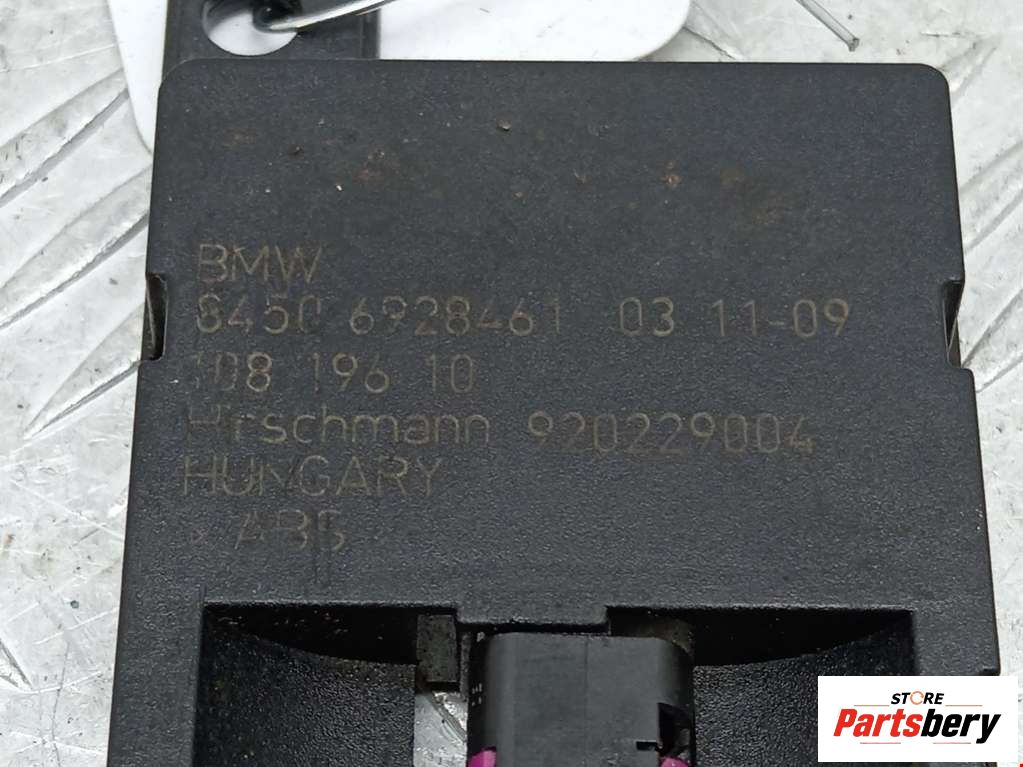 BMW
8450 6928461 03 11-09
108 196 10
Hirschmann 920229004
HUNGARY
> ABS <
STORE
Partsbery